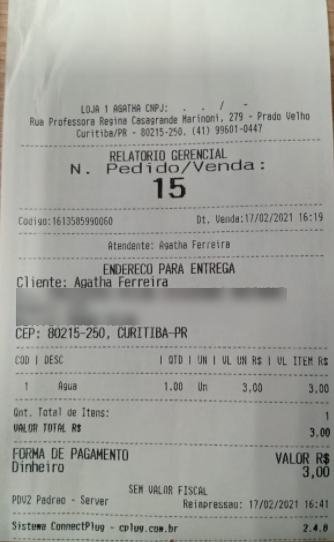 LOJA 1 AGATHA CNPJ: . . / -
Rua Professora Regina Casagrande Marinoni, 279 - Prado Velho
Curitiba/PR - 80215-250, (41) 99601-0447
RELATORIO GERENCIAL
N. Pedido/Venda:
15
Codigo:1613585990060 Dt. Venda:17/02/2021 16:19
Atendente: Agatha Ferreira
ENDERECO PARA ENTREGA
Cliente: Agatha Ferreira
CEP: 80215-250, CURITIBA-PR
COD | DESC | QTD | UN | VL UN R$ | VL ITEM R$
1 Agua 1.00 Un 3,00 3,00
Qnt. Total de Itens: 1
VALOR TOTAL R$ 3,00
FORMA DE PAGAMENTO VALOR R$
Dinheiro 3,00
SEM VALOR FISCAL
PDV2 Padrao - Server Reimpressao: 17/02/2021 16:41
Sistema ConnectPlug - cplug.com.br 2.4.0